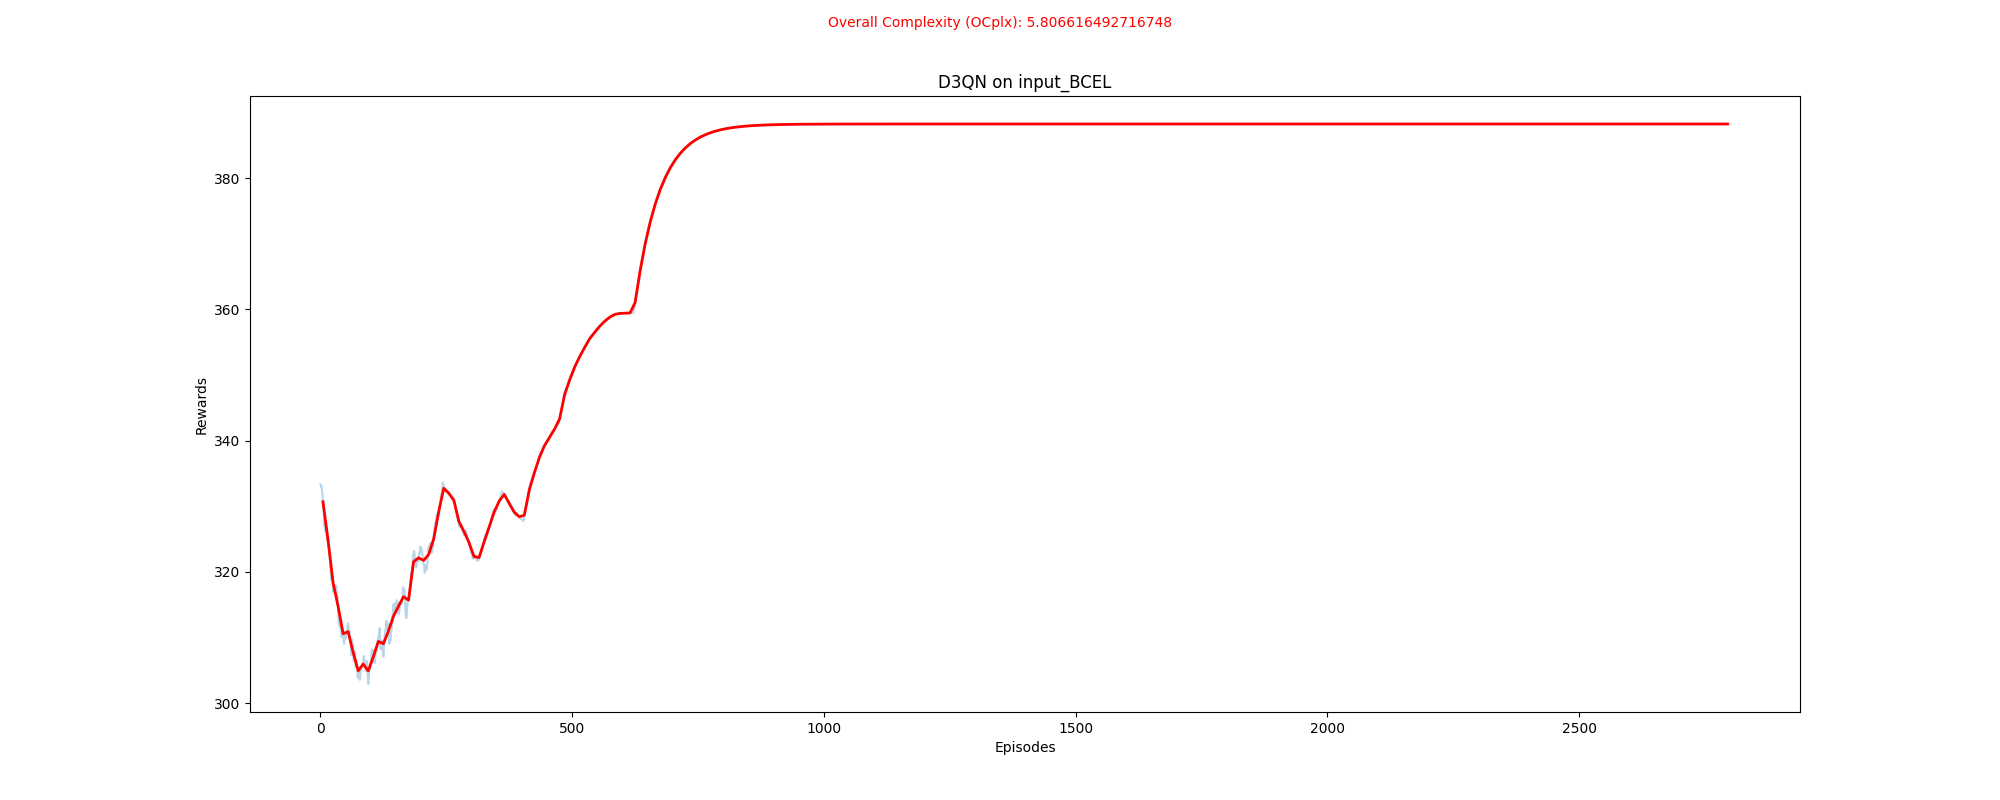 Overall Complexity (OCplx): 5.806616492716748
D3QN on input_BCEL
380
360
340
320
300
Rewards
0 500 1000 1500 2000 2500
Episodes